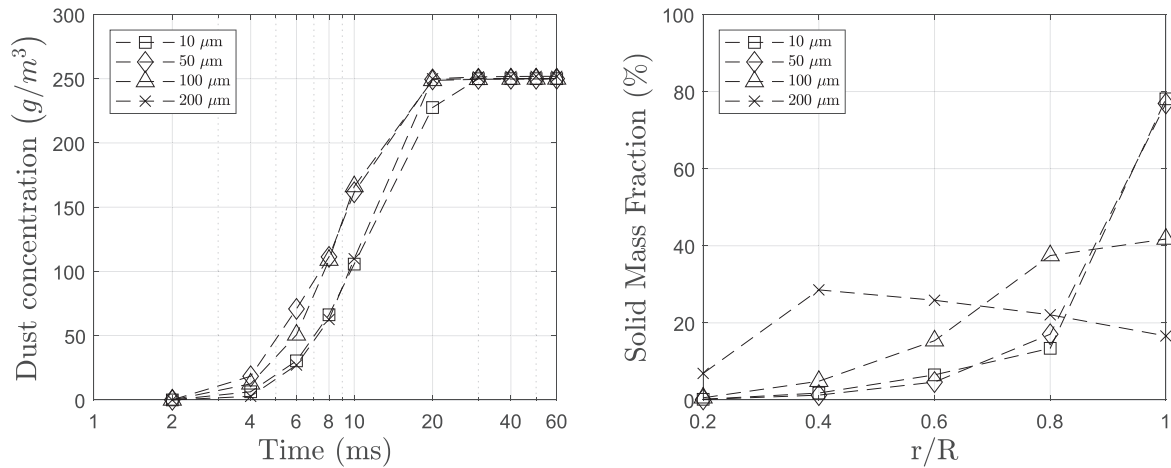 300
250
200
150
100
50
0
Dust concentration (g/m³)
10 μm
50 μm
100 μm
200 μm
1 2 4 6 8 10 20 40 60
Time (ms)
100
80
60
40
20
0
Solid Mass Fraction (%)
10 μm
50 μm
100 μm
200 μm
0.2 0.4 0.6 0.8 1
r/R